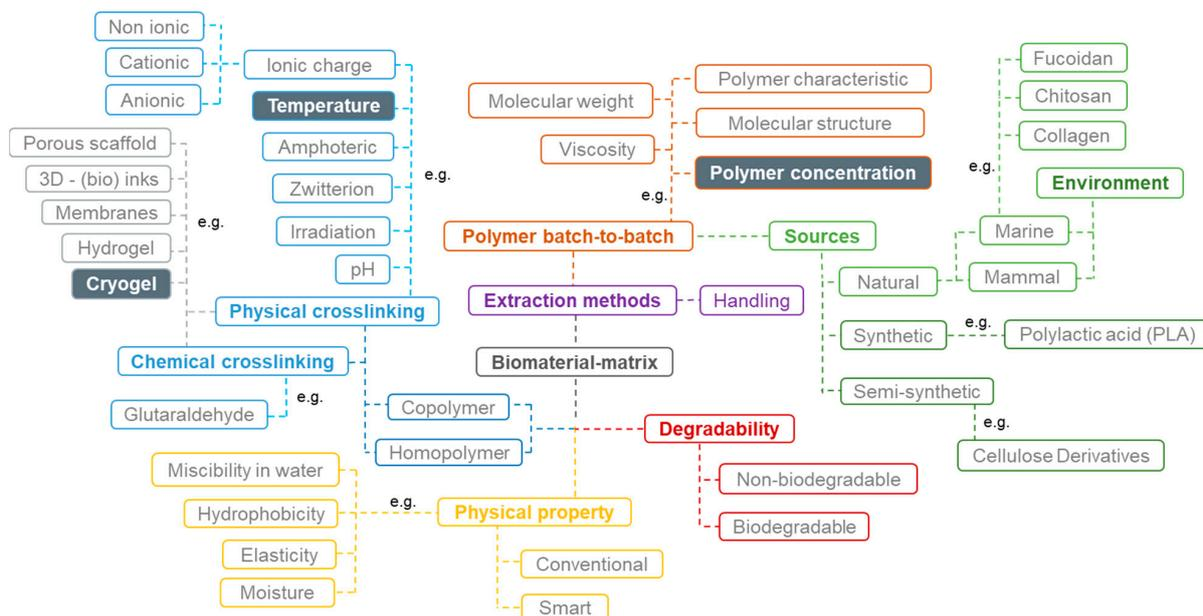 Non ionic
Cationic
Anionic
Ionic charge
Temperature
Amphoteric
Zwitterion
Irradiation
pH
e.g.
Porous scaffold
3D - (bio) inks
Membranes
Hydrogel
Cryogel
e.g.
Physical crosslinking
Chemical crosslinking
e.g.
Glutaraldehyde
Copolymer
Homopolymer
Molecular weight
Viscosity
Polymer characteristic
Molecular structure
Polymer concentration
e.g.
Polymer batch-to-batch
Extraction methods
Handling
Biomaterial-matrix
Sources
Fucoidan
Chitosan
Collagen
e.g.
Environment
Marine
Mammal
Natural
Synthetic
e.g.
Polylactic acid (PLA)
Semi-synthetic
e.g.
Cellulose Derivatives
Degradability
Non-biodegradable
Biodegradable
Physical property
e.g.
Miscibility in water
Hydrophobicity
Elasticity
Moisture
Conventional
Smart